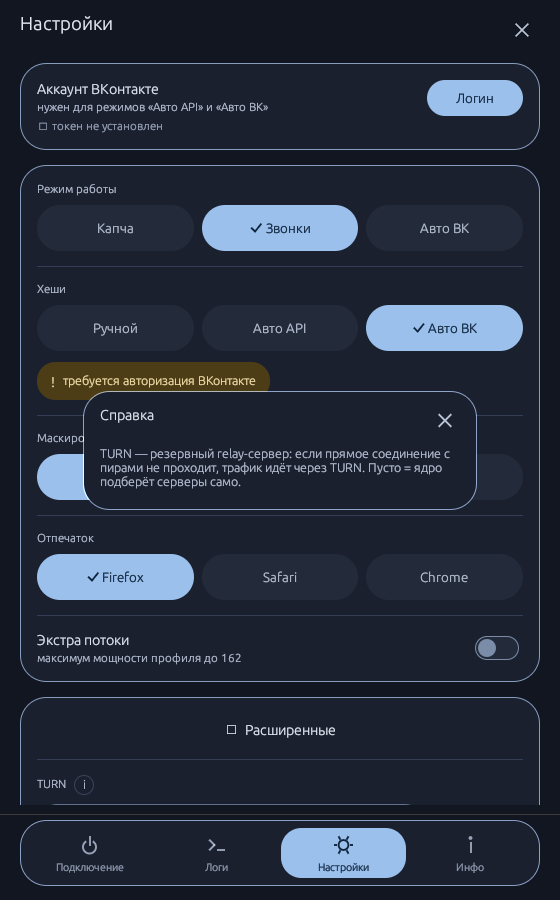 Настройки
Аккаунт ВКонтакте
нужен для режимов «Авто API» и «Авто ВК»
токен не установлен
Логин
Режим работы
Капча
Звонки
Авто ВК
Хеши
Ручной
Авто API
Авто ВК
! требуется авторизация ВКонтакте
Справка
TURN — резервный relay-сервер: если прямое соединение с
пирами не проходит, трафик идёт через TURN. Пусто = ядро
подберёт серверы само.
Отпечаток
Firefox
Safari
Chrome
Экстра потоки
максимум мощности профиля до 162
Расширенные
TURN i
Подключение
Логи
Настройки
Инфо